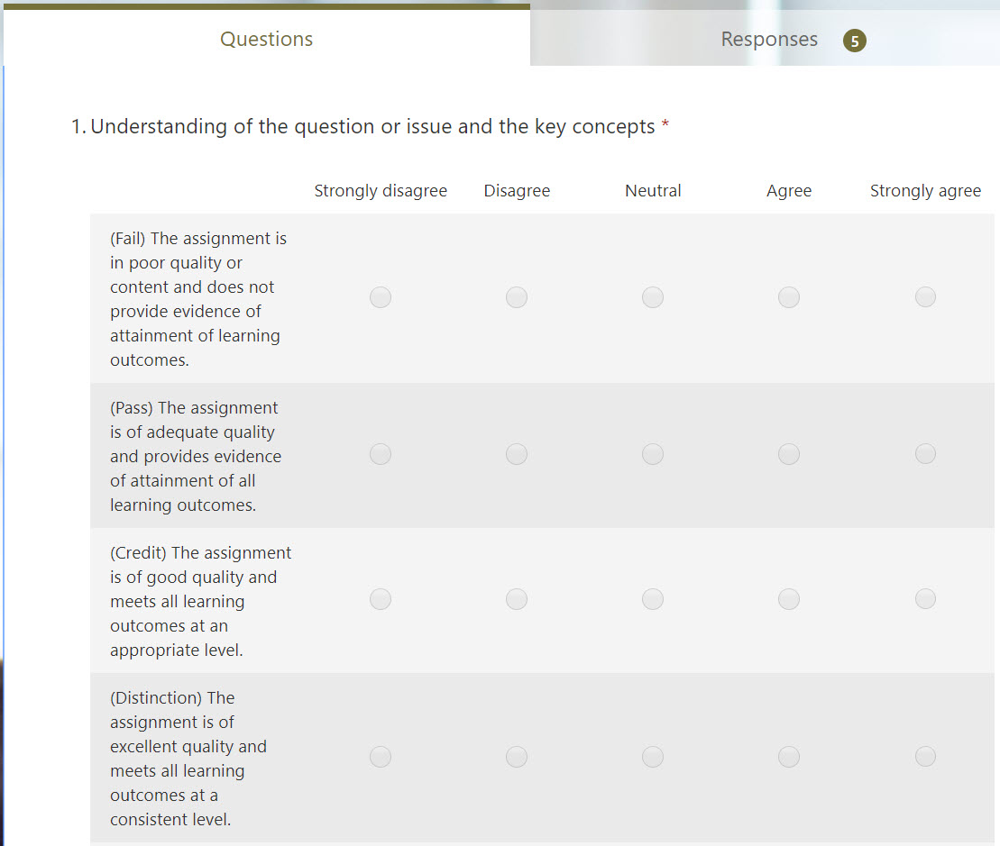 Questions
Responses 5
1. Understanding of the question or issue and the key concepts *
Strongly disagree Disagree Neutral Agree Strongly agree
(Fail) The assignment is
in poor quality or
content and does not
provide evidence of
attainment of learning
outcomes.
(Pass) The assignment
is of adequate quality
and provides evidence
of attainment of all
learning outcomes.
(Credit) The assignment
is of good quality and
meets all learning
outcomes at an
appropriate level.
(Distinction) The
assignment is of
excellent quality and
meets all learning
outcomes at a
consistent level.